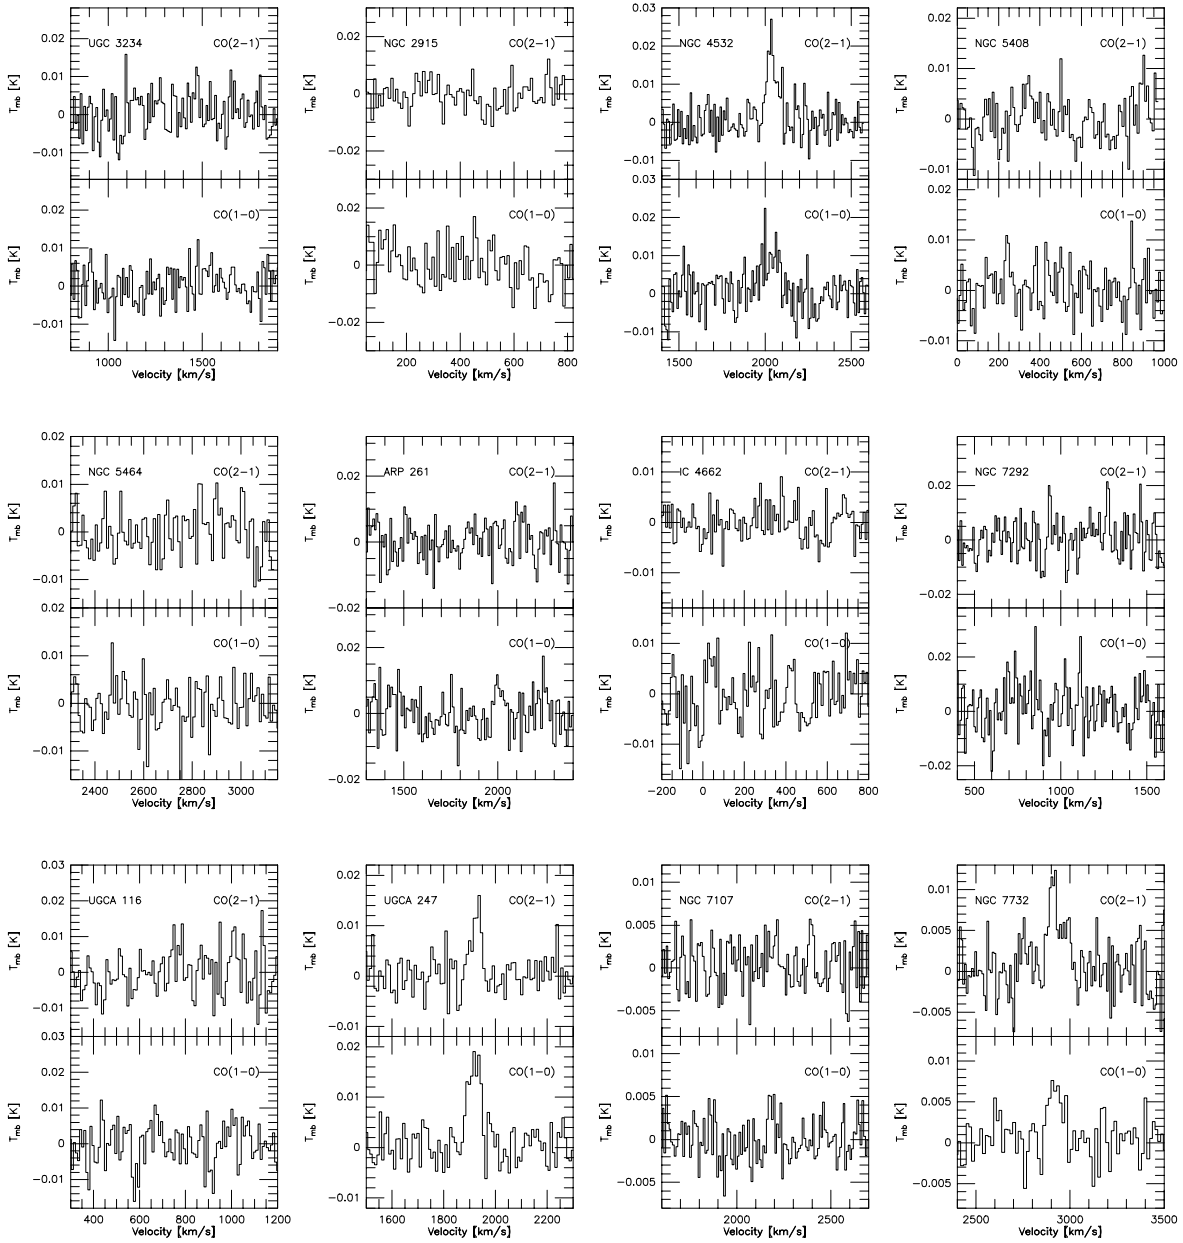 0.02
UGC 3234 CO(2−1)
0.01
T_mb [K]
0
−0.01
0.02
CO(1−0)
0.01
T_mb [K]
0
−0.01
1000 1500
Velocity [km/s]
0.02
NGC 2915 CO(2−1)
T_mb [K]
0
−0.02
0.02
CO(1−0)
T_mb [K]
0
−0.02
200 400 600 800
Velocity [km/s]
0.03
0.02
NGC 4532 CO(2−1)
0.01
T_mb [K]
0
−0.01
0.03
0.02
CO(1−0)
0.01
T_mb [K]
0
−0.01
1500 2000 2500
Velocity [km/s]
0.02
NGC 5408 CO(2−1)
0.01
T_mb [K]
0
−0.01
0.02
CO(1−0)
0.01
T_mb [K]
0
−0.01
0 200 400 600 800 1000
Velocity [km/s]
0.02
NGC 5464 CO(2−1)
0.01
T_mb [K]
0
−0.01
0.02
CO(1−0)
0.01
T_mb [K]
0
−0.01
2400 2600 2800 3000
Velocity [km/s]
ARP 261 CO(2−1)
0.02
T_mb [K]
0
−0.02
CO(1−0)
0.02
T_mb [K]
0
−0.02
1500 2000
Velocity [km/s]
IC 4662 CO(2−1)
0.01
T_mb [K]
0
−0.01
CO(1−0)
0.01
T_mb [K]
0
−0.01
−200 0 200 400 600 800
Velocity [km/s]
NGC 7292 CO(2−1)
0.02
T_mb [K]
0
−0.02
CO(1−0)
0.02
T_mb [K]
0
−0.02
500 1000 1500
Velocity [km/s]
0.03
UGCA 116 CO(2−1)
0.02
0.01
T_mb [K]
0
−0.01
0.03
CO(1−0)
0.02
0.01
T_mb [K]
0
−0.01
400 600 800 1000 1200
Velocity [km/s]
0.02
UGCA 247 CO(2−1)
0.01
T_mb [K]
0
−0.01
0.02
CO(1−0)
0.01
T_mb [K]
0
−0.01
1600 1800 2000 2200
Velocity [km/s]
0.01
NGC 7107 CO(2−1)
0.005
T_mb [K]
0
−0.005
0.01
CO(1−0)
0.005
T_mb [K]
0
−0.005
2000 2500
Velocity [km/s]
0.01
NGC 7732 CO(2−1)
0.005
T_mb [K]
0
−0.005
0.01
CO(1−0)
0.005
T_mb [K]
0
−0.005
2500 3000 3500
Velocity [km/s]